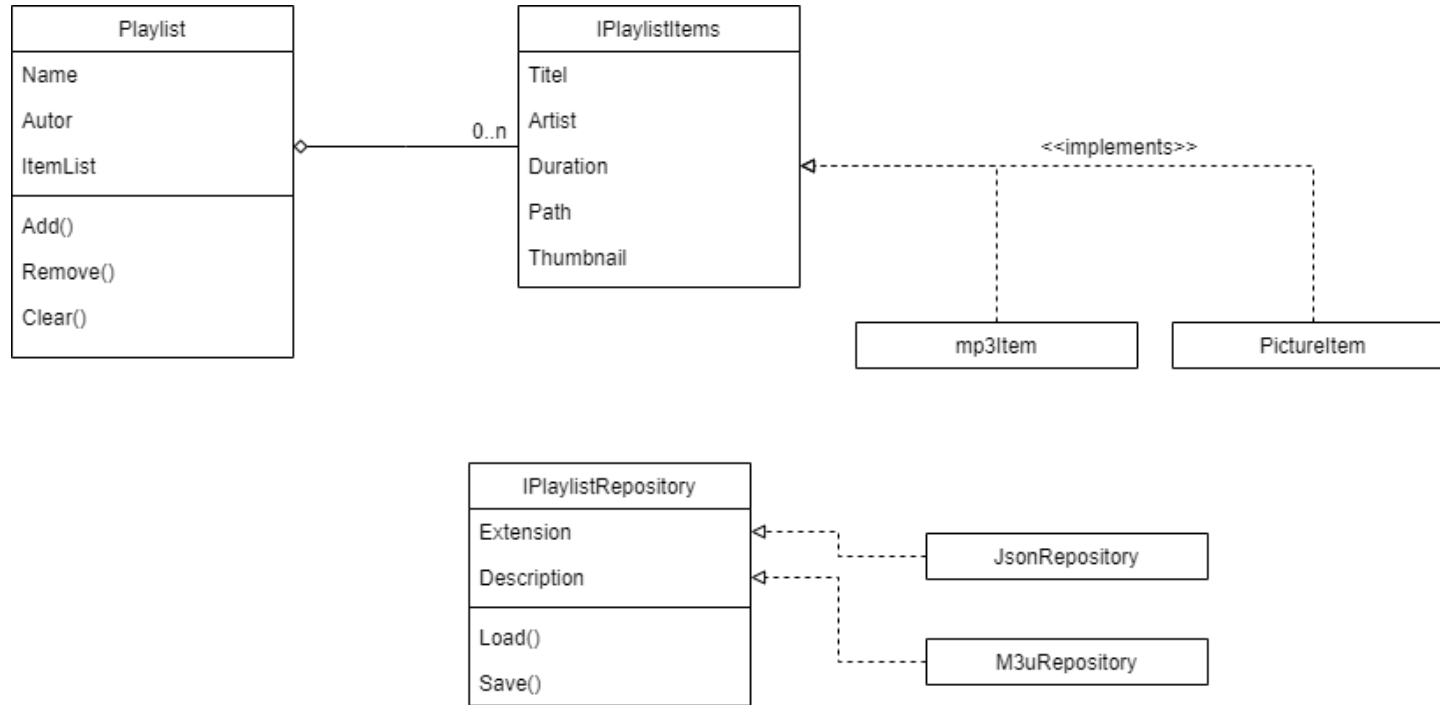 Playlist
Name
Autor
ItemList
Add()
Remove()
Clear()
0..n
IPlaylistItems
Titel
Artist
Duration
Path
Thumbnail
<<implements>>
mp3Item
PictureItem
IPlaylistRepository
Extension
Description
Load()
Save()
JsonRepository
M3uRepository